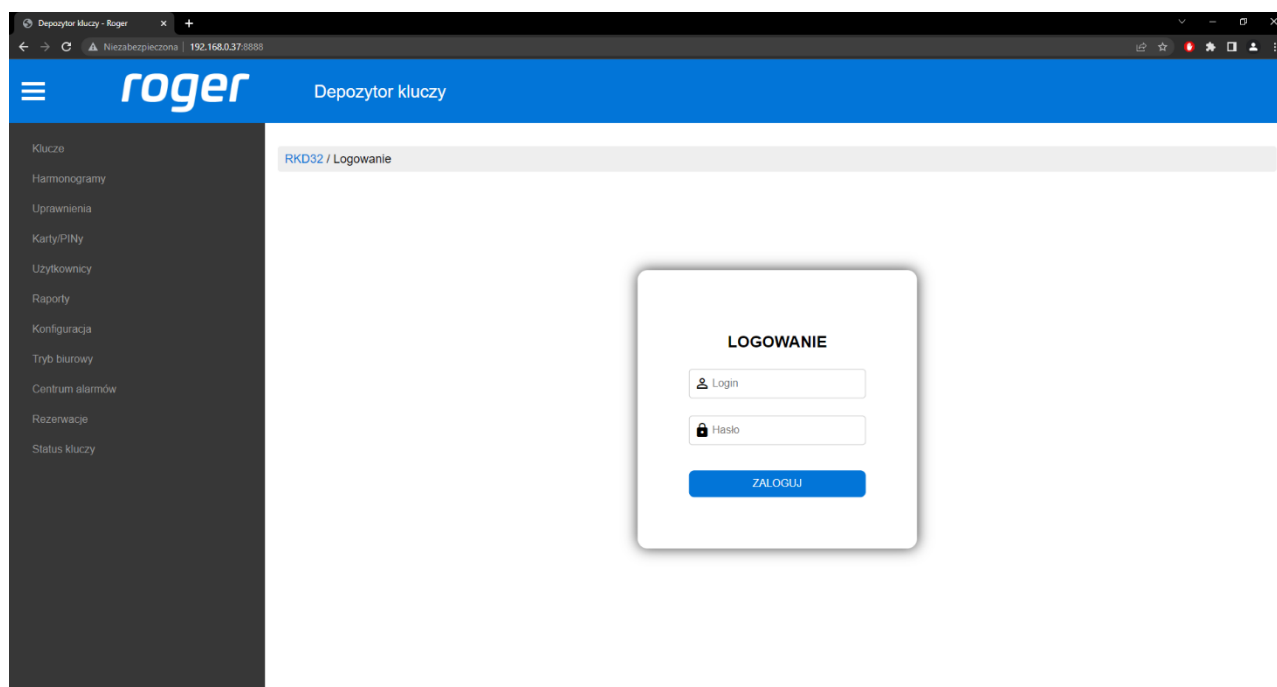 Depozytor kluczy - Roger
Niezabezpieczona | 192.168.0.37:8888
roger
Depozytor kluczy
Klucze
Harmonogramy
Uprawnienia
Karty/PINy
Użytkownicy
Raporty
Konfiguracja
Tryb biurowy
Centrum alarmów
Rezerwacje
Status kluczy
RKD32 / Logowanie
LOGOWANIE
Login
Hasło
ZALOGUJ